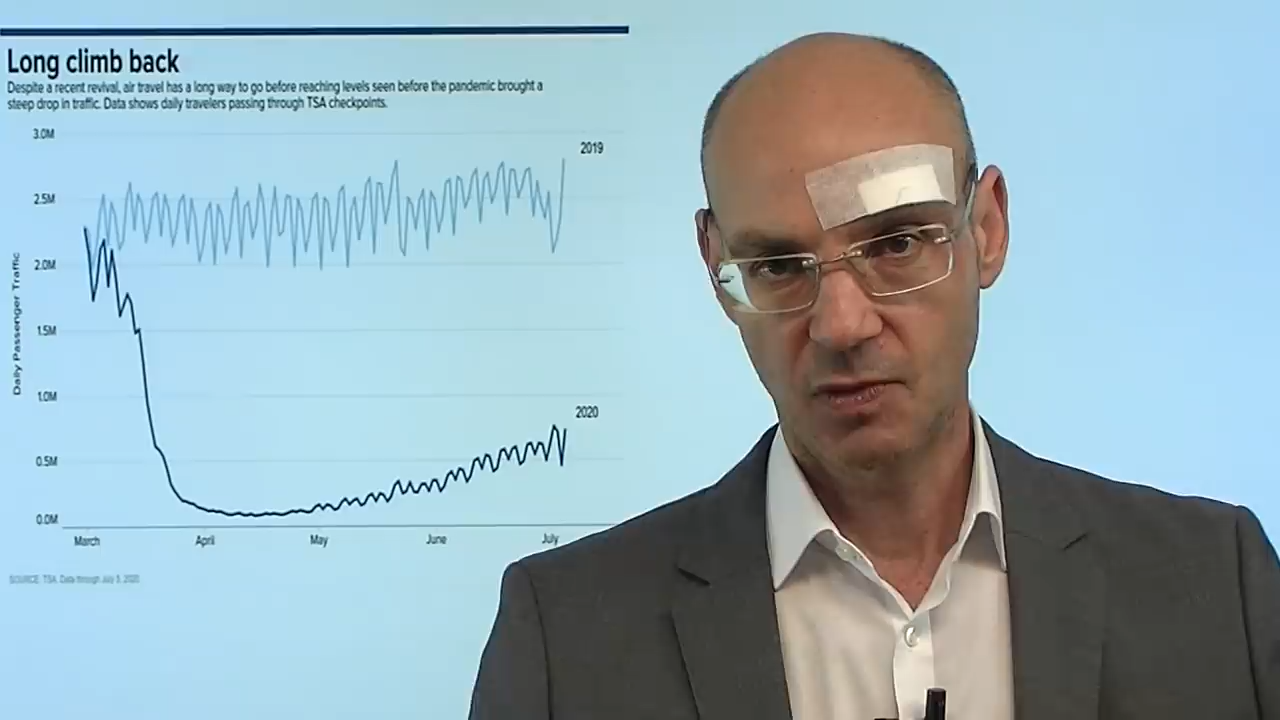 Long climb back
Despite a recent revival, air travel has a long way to go before reaching levels seen before the pandemic brought a
steep drop in traffic. Data shows daily travelers passing through TSA checkpoints.
3.0M
2019
2.5M
2.0M
Daily Passenger Traffic
1.5M
1.0M
2020
0.5M
0.0M
March April May June July
SOURCE: TSA. Data through July 5, 2020